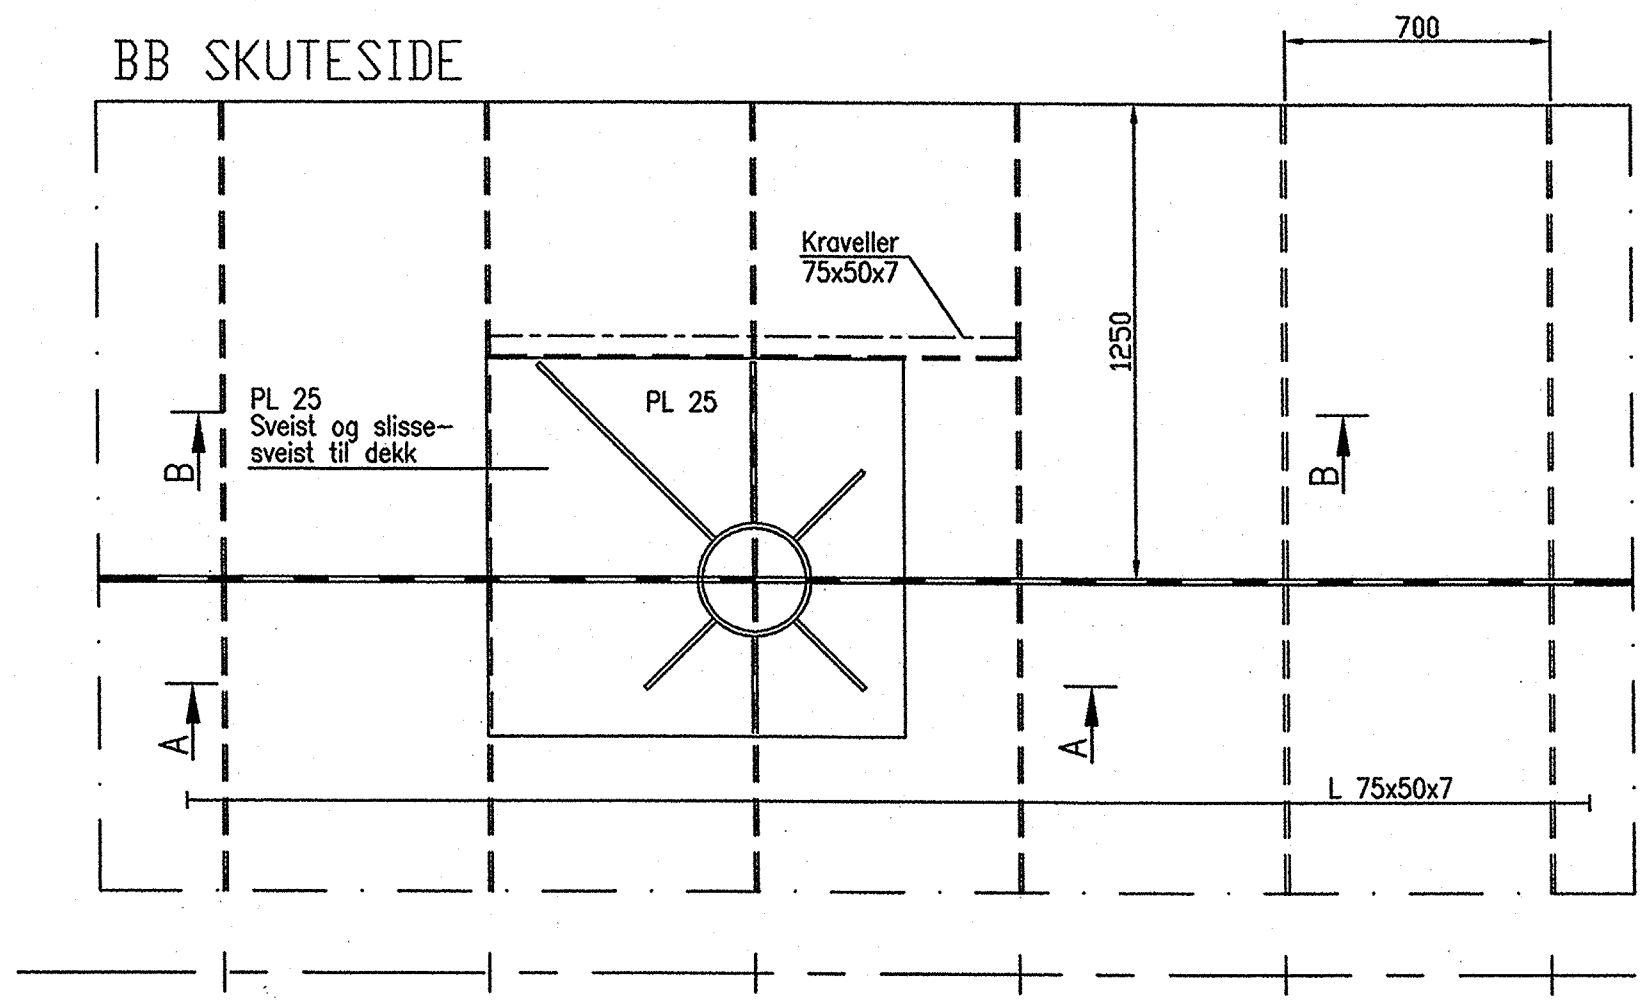 BB SKUTESIDE
700
Kraveller
75x50x7
1250
PL 25
Sveist og slisse-
sveist til dekk
PL 25
B
B
A
A
L 75x50x7